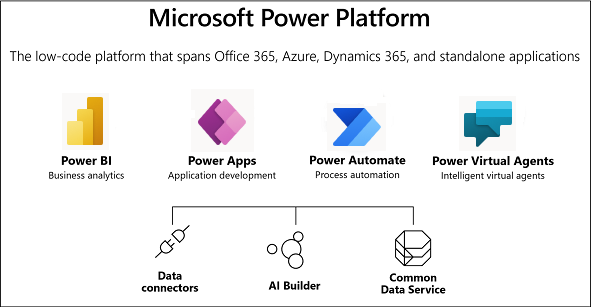 Microsoft Power Platform
The low-code platform that spans Office 365, Azure, Dynamics 365, and standalone applications
Power BI
Business analytics
Power Apps
Application development
Power Automate
Process automation
Power Virtual Agents
Intelligent virtual agents
Data
connectors
AI Builder
Common
Data Service